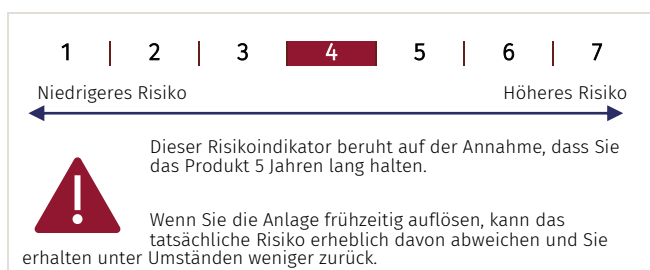 1 | 2 | 3 | 4 | 5 | 6 | 7
Niedrigeres Risiko Höheres Risiko
Dieser Risikoindikator beruht auf der Annahme, dass Sie
das Produkt 5 Jahren lang halten.
Wenn Sie die Anlage frühzeitig auflösen, kann das
tatsächliche Risiko erheblich davon abweichen und Sie
erhalten unter Umständen weniger zurück.